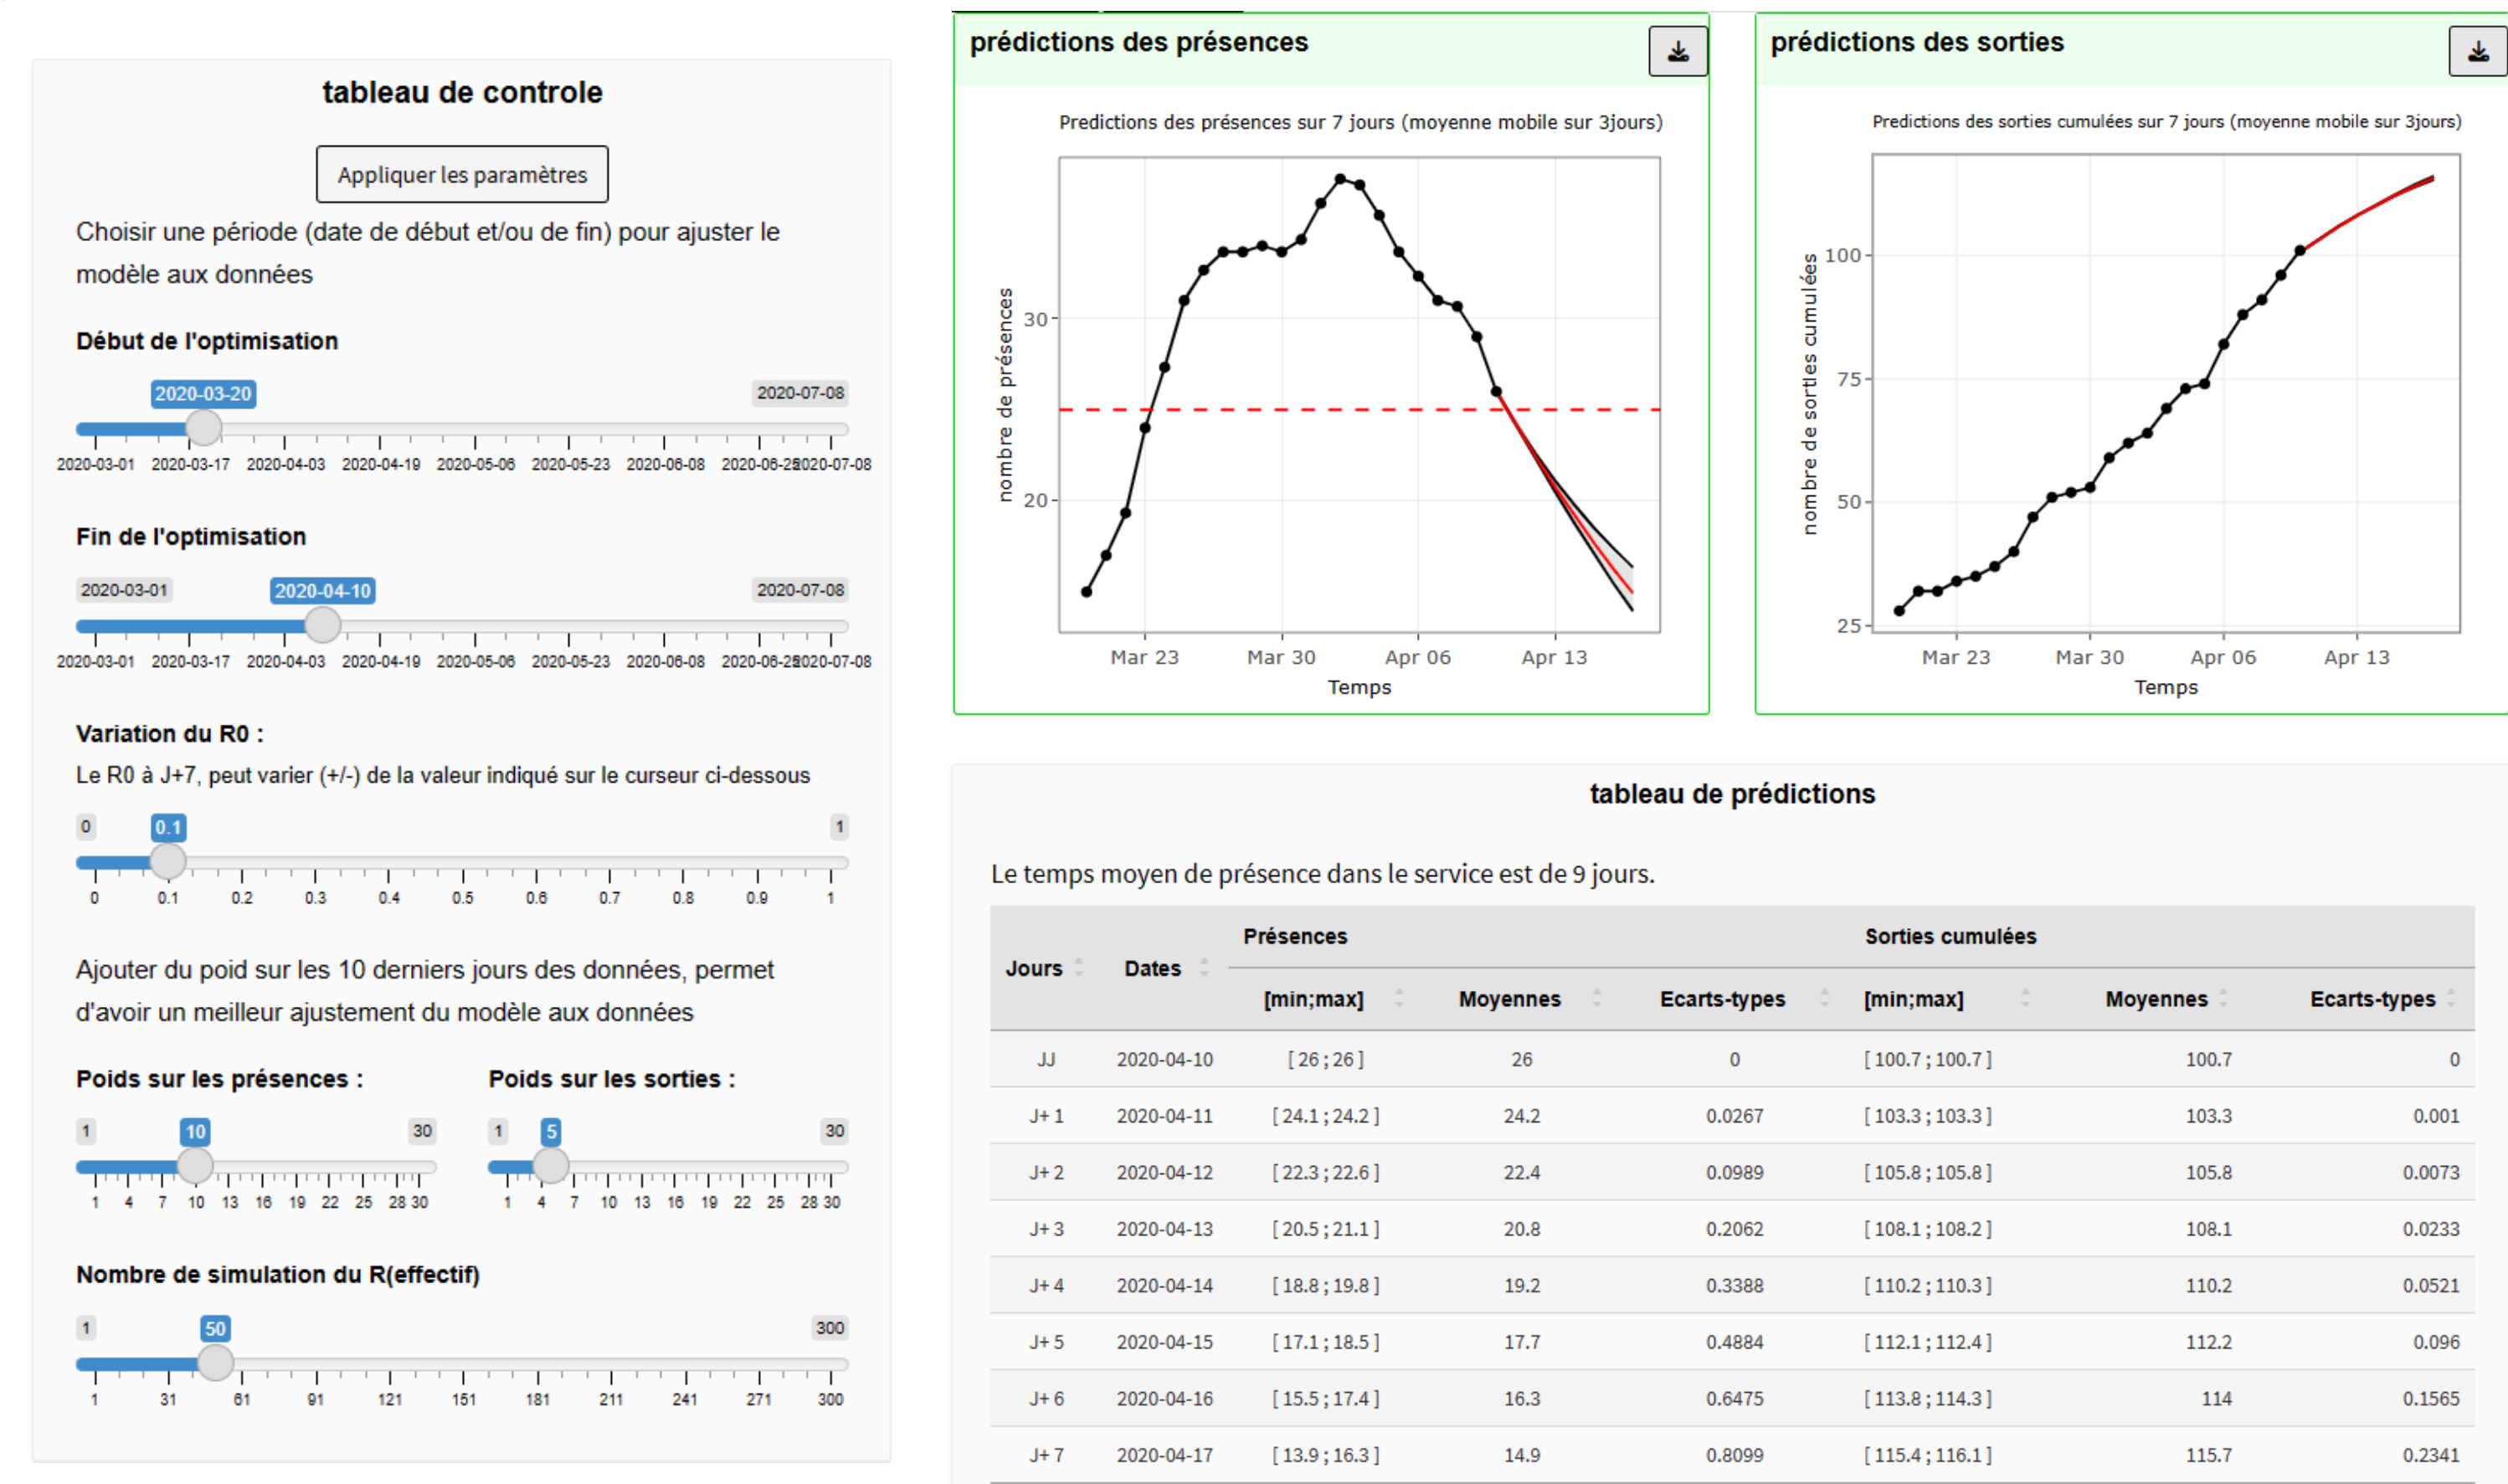 tableau de controle
Appliquer les paramètres
Choisir une période (date de début et/ou de fin) pour ajuster le
modèle aux données
Début de l'optimisation
2020-03-20 2020-07-08
2020-03-01 2020-03-17 2020-04-03 2020-04-19 2020-05-06 2020-05-23 2020-06-08 2020-06-25 2020-07-08
Fin de l'optimisation
2020-03-01 2020-04-10 2020-07-08
2020-03-01 2020-03-17 2020-04-03 2020-04-19 2020-05-06 2020-05-23 2020-06-08 2020-06-25 2020-07-08
Variation du R0 :
Le R0 à J+7, peut varier (+/-) de la valeur indiqué sur le curseur ci-dessous
0 0.1 1
0 0.1 0.2 0.3 0.4 0.5 0.6 0.7 0.8 0.9 1
Ajouter du poid sur les 10 derniers jours des données, permet
d'avoir un meilleur ajustement du modèle aux données
Poids sur les présences : Poids sur les sorties :
1 10 30 1 5 30
1 4 7 10 13 16 19 22 25 28 30 1 4 7 10 13 16 19 22 25 28 30
Nombre de simulation du R(effectif)
1 50 300
1 31 61 91 121 151 181 211 241 271 300
prédictions des présences
Predictions des présences sur 7 jours (moyenne mobile sur 3jours)
nombre de présences
30
20
Mar 23 Mar 30 Apr 06 Apr 13
Temps
prédictions des sorties
Predictions des sorties cumulées sur 7 jours (moyenne mobile sur 3jours)
nombre de sorties cumulées
100
75
50
25
Mar 23 Mar 30 Apr 06 Apr 13
Temps
tableau de prédictions
Le temps moyen de présence dans le service est de 9 jours.
Présences Sorties cumulées
Jours Dates
[min;max] Moyennes Ecarts-types [min;max] Moyennes Ecarts-types
JJ 2020-04-10 [ 26 ; 26 ] 26 0 [ 100.7 ; 100.7 ] 100.7 0
J+ 1 2020-04-11 [ 24.1 ; 24.2 ] 24.2 0.0267 [ 103.3 ; 103.3 ] 103.3 0.001
J+ 2 2020-04-12 [ 22.3 ; 22.6 ] 22.4 0.0989 [ 105.8 ; 105.8 ] 105.8 0.0073
J+ 3 2020-04-13 [ 20.5 ; 21.1 ] 20.8 0.2062 [ 108.1 ; 108.2 ] 108.1 0.0233
J+ 4 2020-04-14 [ 18.8 ; 19.8 ] 19.2 0.3388 [ 110.2 ; 110.3 ] 110.2 0.0521
J+ 5 2020-04-15 [ 17.1 ; 18.5 ] 17.7 0.4884 [ 112.1 ; 112.4 ] 112.2 0.096
J+ 6 2020-04-16 [ 15.5 ; 17.4 ] 16.3 0.6475 [ 113.8 ; 114.3 ] 114 0.1565
J+ 7 2020-04-17 [ 13.9 ; 16.3 ] 14.9 0.8099 [ 115.4 ; 116.1 ] 115.7 0.2341